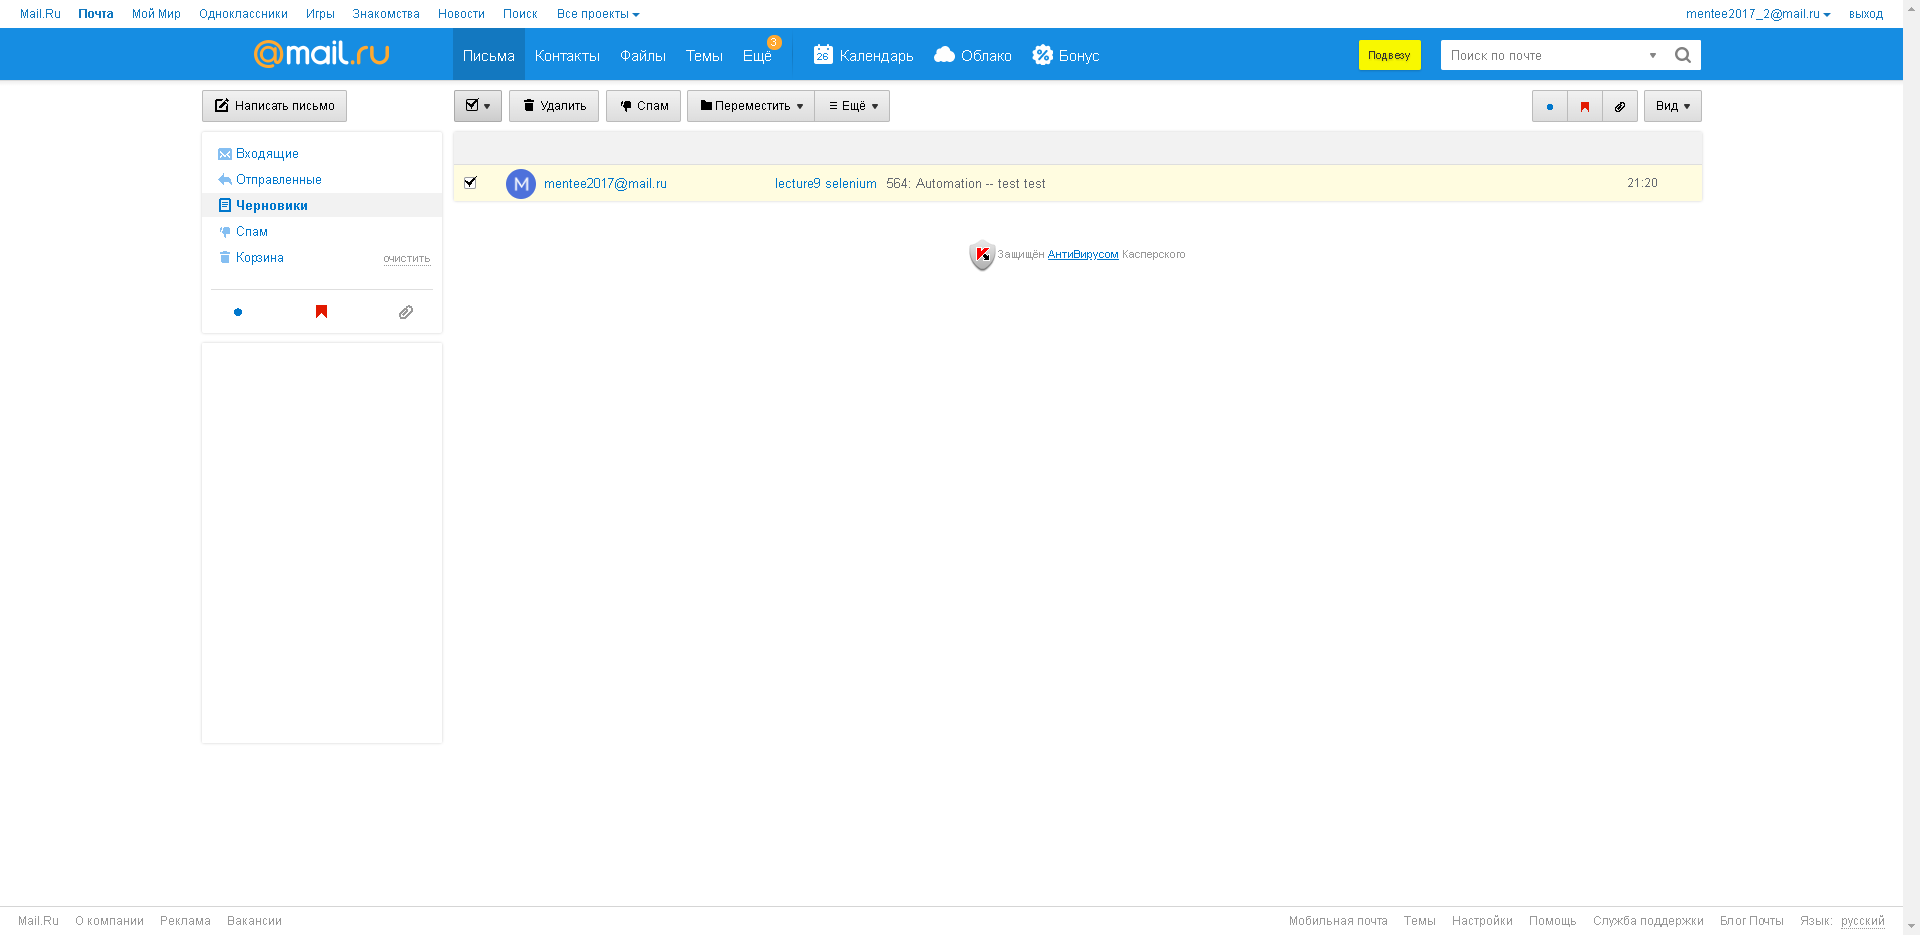 Mail.Ru Почта Мой Мир Одноклассники Игры Знакомства Новости Поиск Все проекты mentee2017_2@mail.ru выход
@mail.ru Письма Контакты Файлы Темы Ещё 3 26 Календарь Облако Бонус Подвезу Поиск по почте
Написать письмо Удалить Спам Переместить Ещё Вид
Входящие
Отправленные
Черновики
Спам
Корзина очистить
M mentee2017@mail.ru lecture9 selenium 564: Automation -- test test 21:20
Защищён АнтиВирусом Касперского
Mail.Ru О компании Реклама Вакансии Мобильная почта Темы Настройки Помощь Служба поддержки Блог Почты Язык: русский